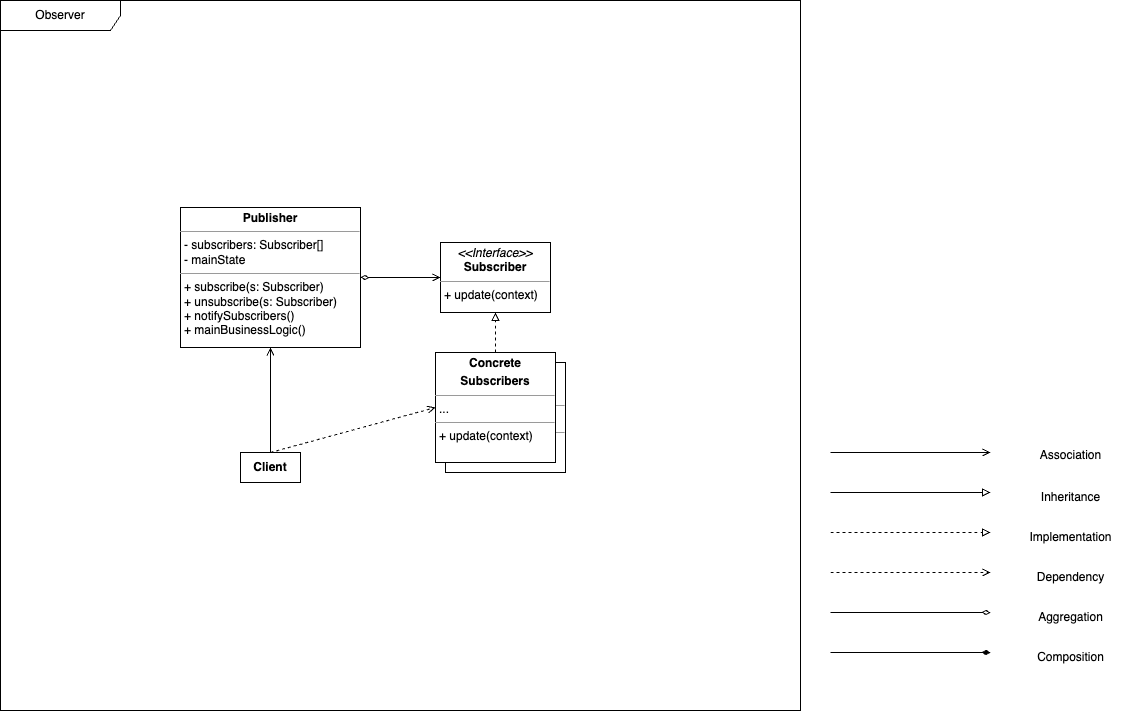 Observer
Publisher
- subscribers: Subscriber[]
- mainState
+ subscribe(s: Subscriber)
+ unsubscribe(s: Subscriber)
+ notifySubscribers()
+ mainBusinessLogic()
<<Interface>>
Subscriber
+ update(context)
Concrete
Subscribers
...
+ update(context)
Client
Association
Inheritance
Implementation
Dependency
Aggregation
Composition